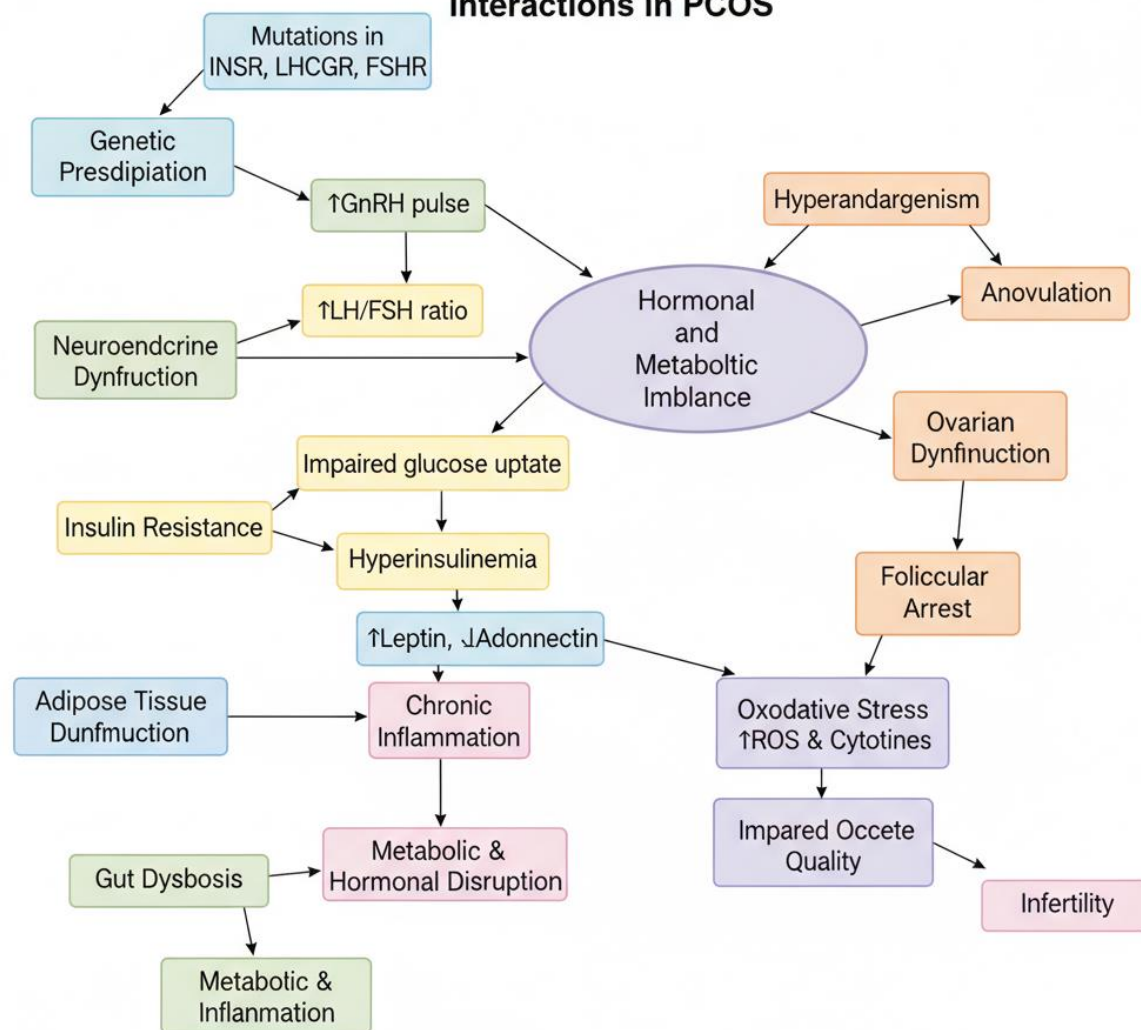 Interactions in PCOS
Mutations in
INSR, LHCGR, FSHR
Genetic
Presdipiation
↑GnRH pulse
Hyperandargenism
↑LH/FSH ratio
Anovulation
Neuroendcrine
Dynfruction
Hormonal
and
Metaboltic
Imblance
Ovarian
Dynfinuction
Impaired glucose uptate
Insulin Resistance
Hyperinsulinemia
Foliccular
Arrest
↑Leptin, ↓Adonnectin
Adipose Tissue
Dunfmuction
Chronic
Inflammation
Oxodative Stress
↑ROS & Cytotines
Impared Occete
Quality
Metabolic &
Hormonal Disruption
Gut Dysbosis
Infertility
Metabotic &
Inflanmation